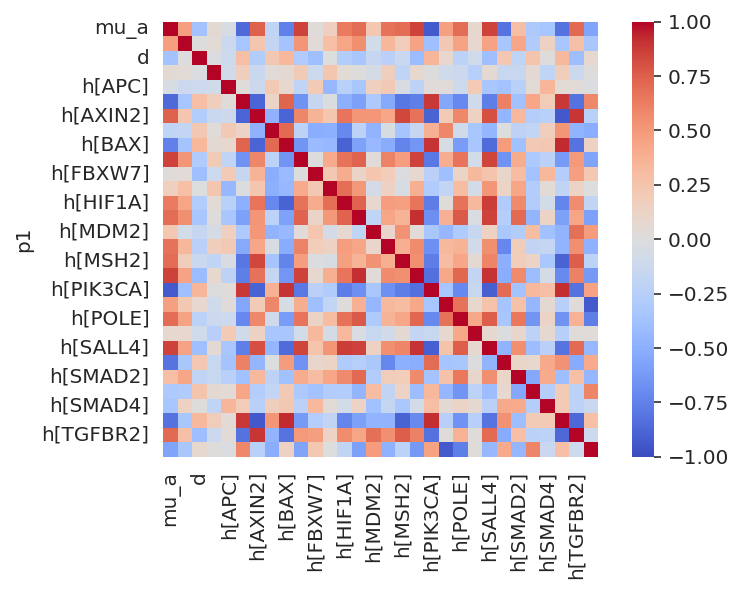 p1
mu_a
d
h[APC]
h[AXIN2]
h[BAX]
h[FBXW7]
h[HIF1A]
h[MDM2]
h[MSH2]
h[PIK3CA]
h[POLE]
h[SALL4]
h[SMAD2]
h[SMAD4]
h[TGFBR2]
mu_a
d
h[APC]
h[AXIN2]
h[BAX]
h[FBXW7]
h[HIF1A]
h[MDM2]
h[MSH2]
h[PIK3CA]
h[POLE]
h[SALL4]
h[SMAD2]
h[SMAD4]
h[TGFBR2]
1.00
0.75
0.50
0.25
0.00
−0.25
−0.50
−0.75
−1.00